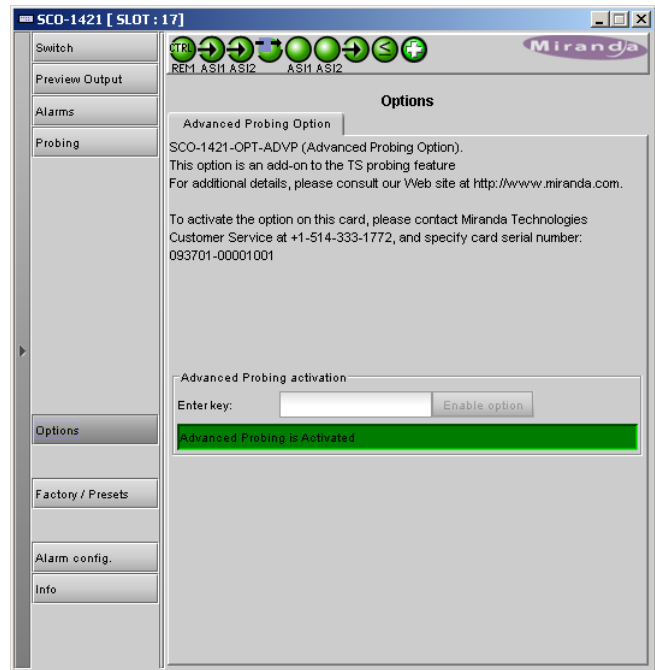 SCO-1421 [ SLOT : 17]
Switch
Preview Output
Alarms
Probing
Options
Factory / Presets
Alarm config.
Info
CTRL
REM ASI1 ASI2 ASI1 ASI2
Miranda
Options
Advanced Probing Option
SCO-1421-OPT-ADVP (Advanced Probing Option).
This option is an add-on to the TS probing feature
For additional details, please consult our Web site at http://www.miranda.com.
To activate the option on this card, please contact Miranda Technologies
Customer Service at +1-514-333-1772, and specify card serial number:
093701-00001001
Advanced Probing activation
Enter key:
Enable option
Advanced Probing is Activated